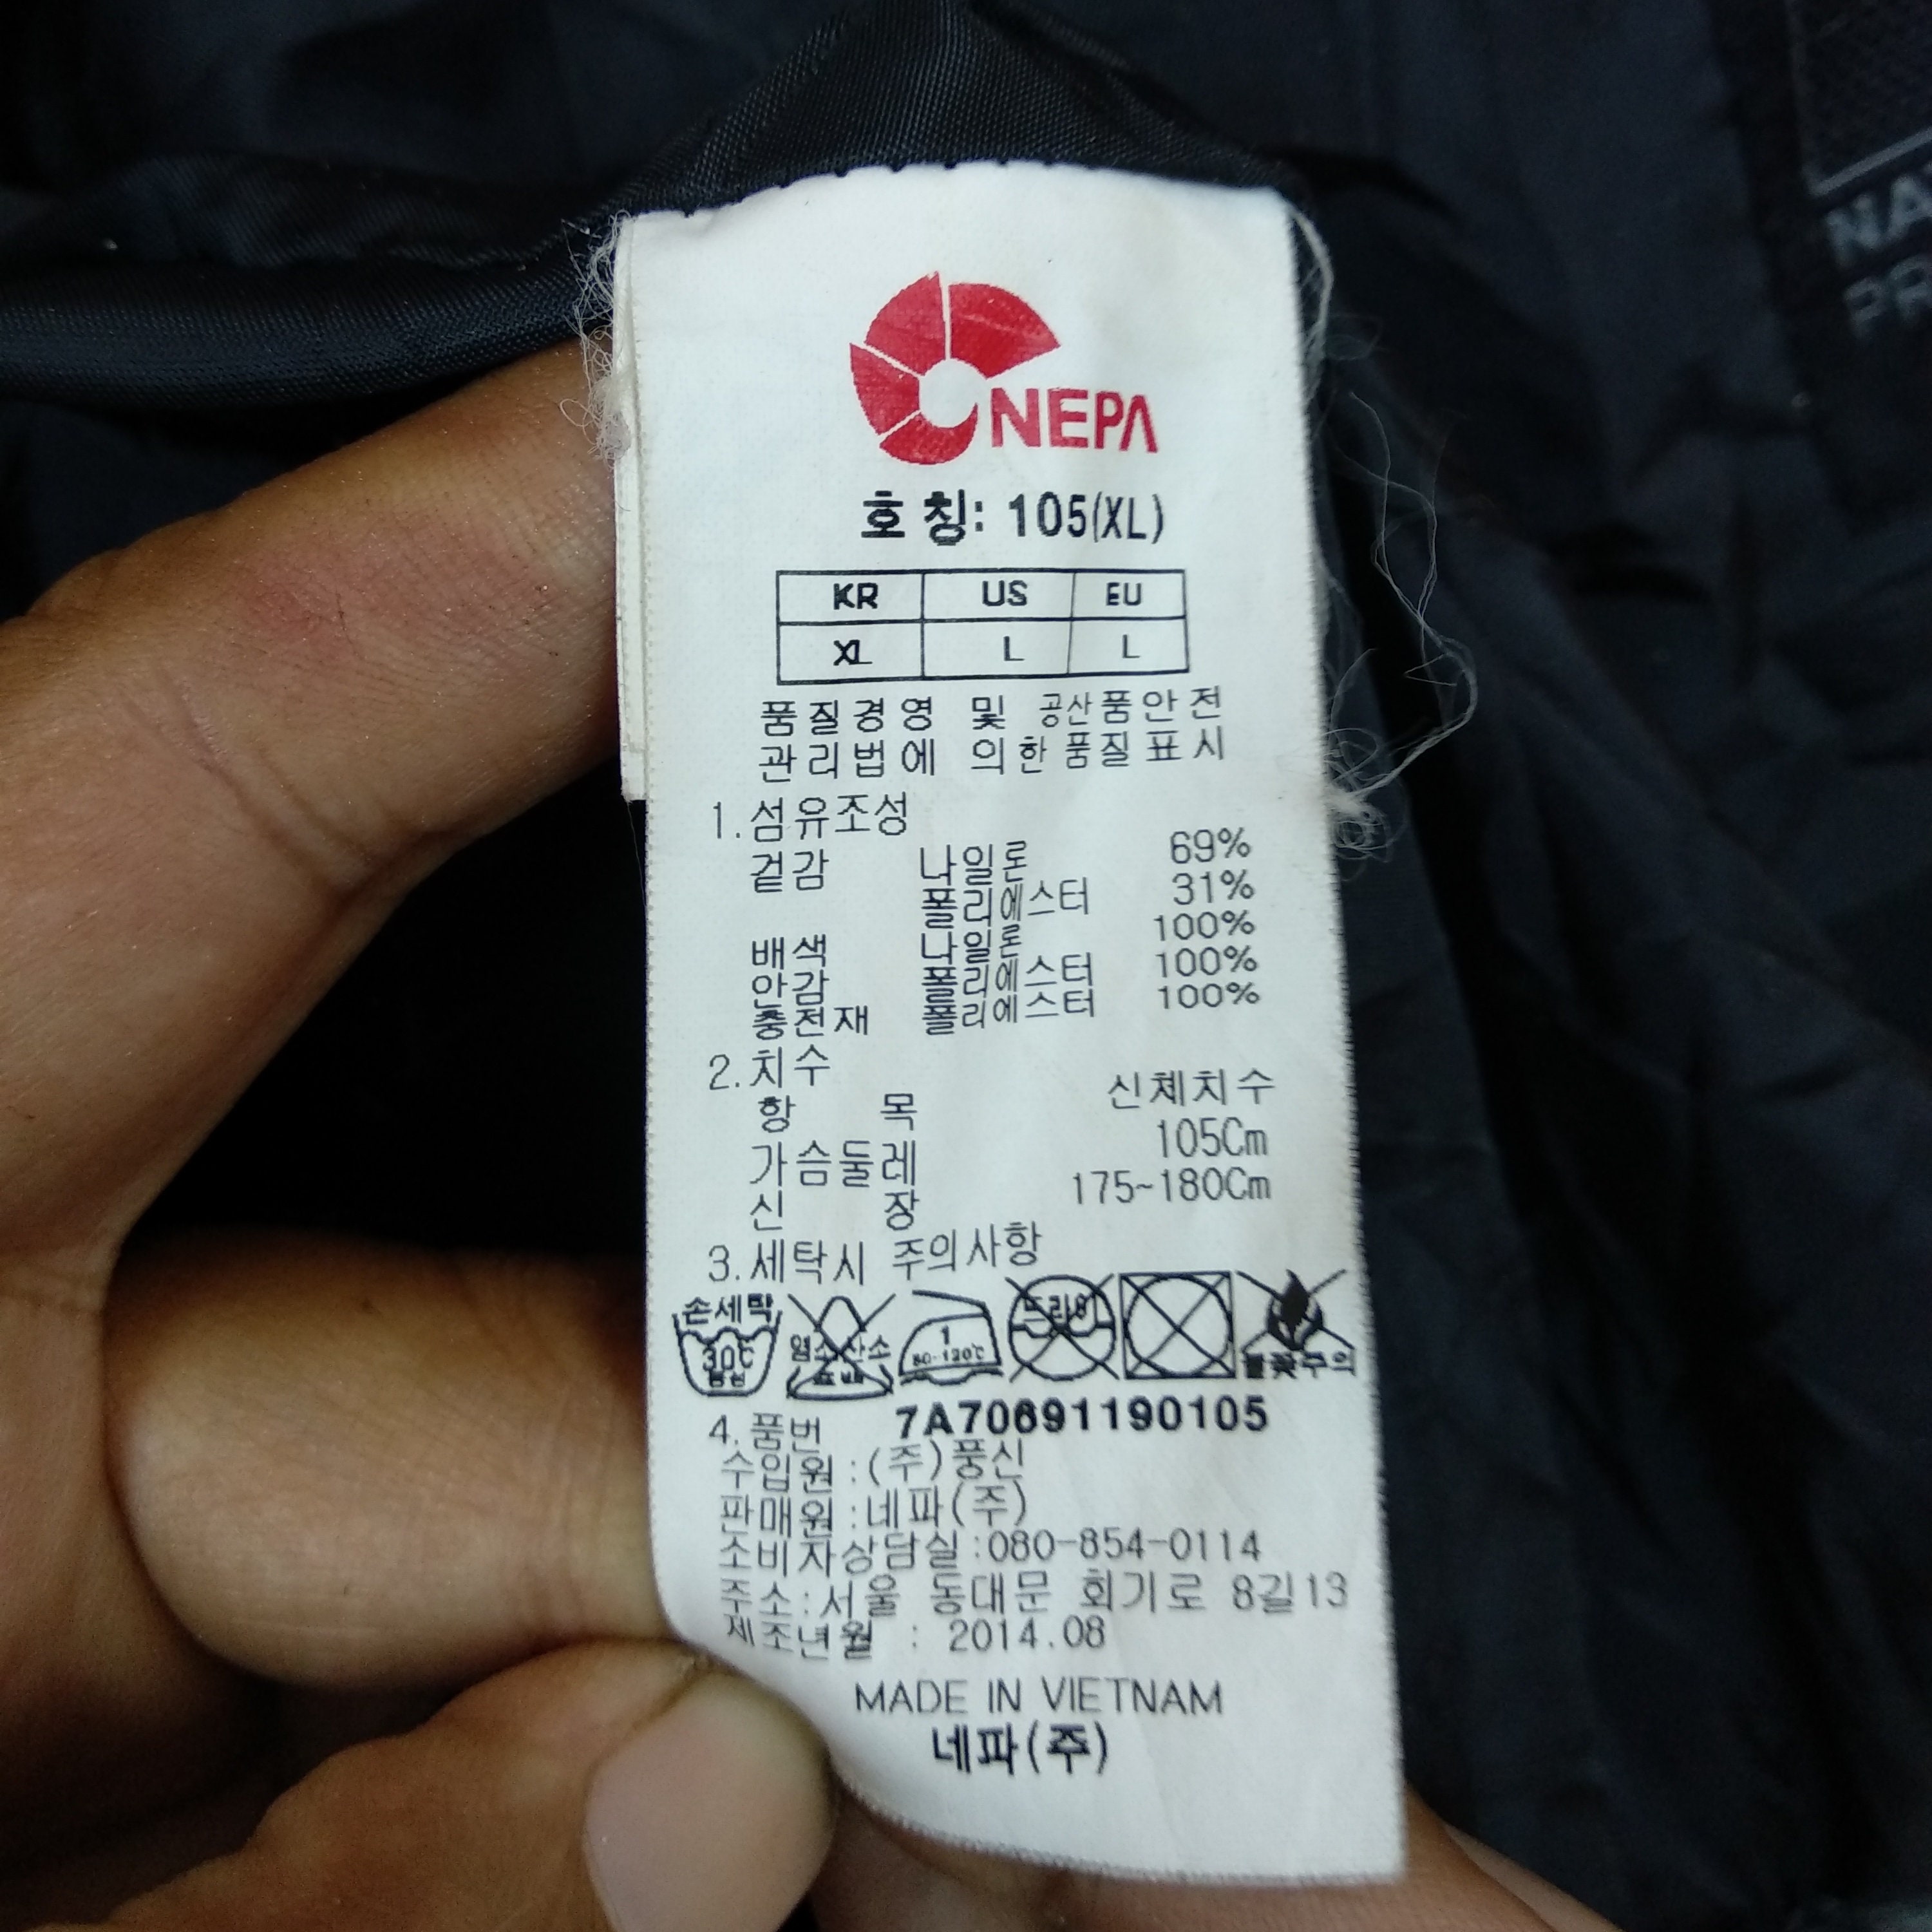 NEPA
호 칭: 105(XL)
KR US EU
XL L L
품질경영 및 공산품안전
관리법에 의한 품질표시
1.섬유조성
겉감 나일론 69%
폴리에스터 31%
배색 나일론 100%
안감 폴리에스터 100%
충전재 폴리에스터 100%
2.치수
항 목 신체치수
가슴둘레 105Cm
신 장 175~180Cm
3.세탁시 주의사항
손세탁 30℃ 중성 염소산소표백 1 80-120℃ 드라이 불꽃주의
4.품번 7A70691190105
수입원:(주)풍신
판매원:네파(주)
소비자상담실:080-854-0114
주소:서울 동대문 회기로 8길13
제조년월 : 2014.08
MADE IN VIETNAM
네파(주)
NA
PR